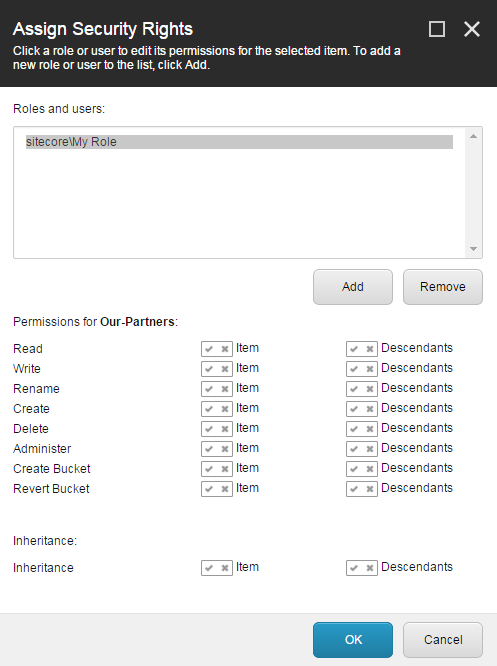 Assign Security Rights
Click a role or user to edit its permissions for the selected item. To add a
new role or user to the list, click Add.
Roles and users:
sitecore\My Role
Add Remove
Permissions for Our-Partners:
Read Item Descendants
Write Item Descendants
Rename Item Descendants
Create Item Descendants
Delete Item Descendants
Administer Item Descendants
Create Bucket Item Descendants
Revert Bucket Item Descendants
Inheritance:
Inheritance Item Descendants
OK Cancel